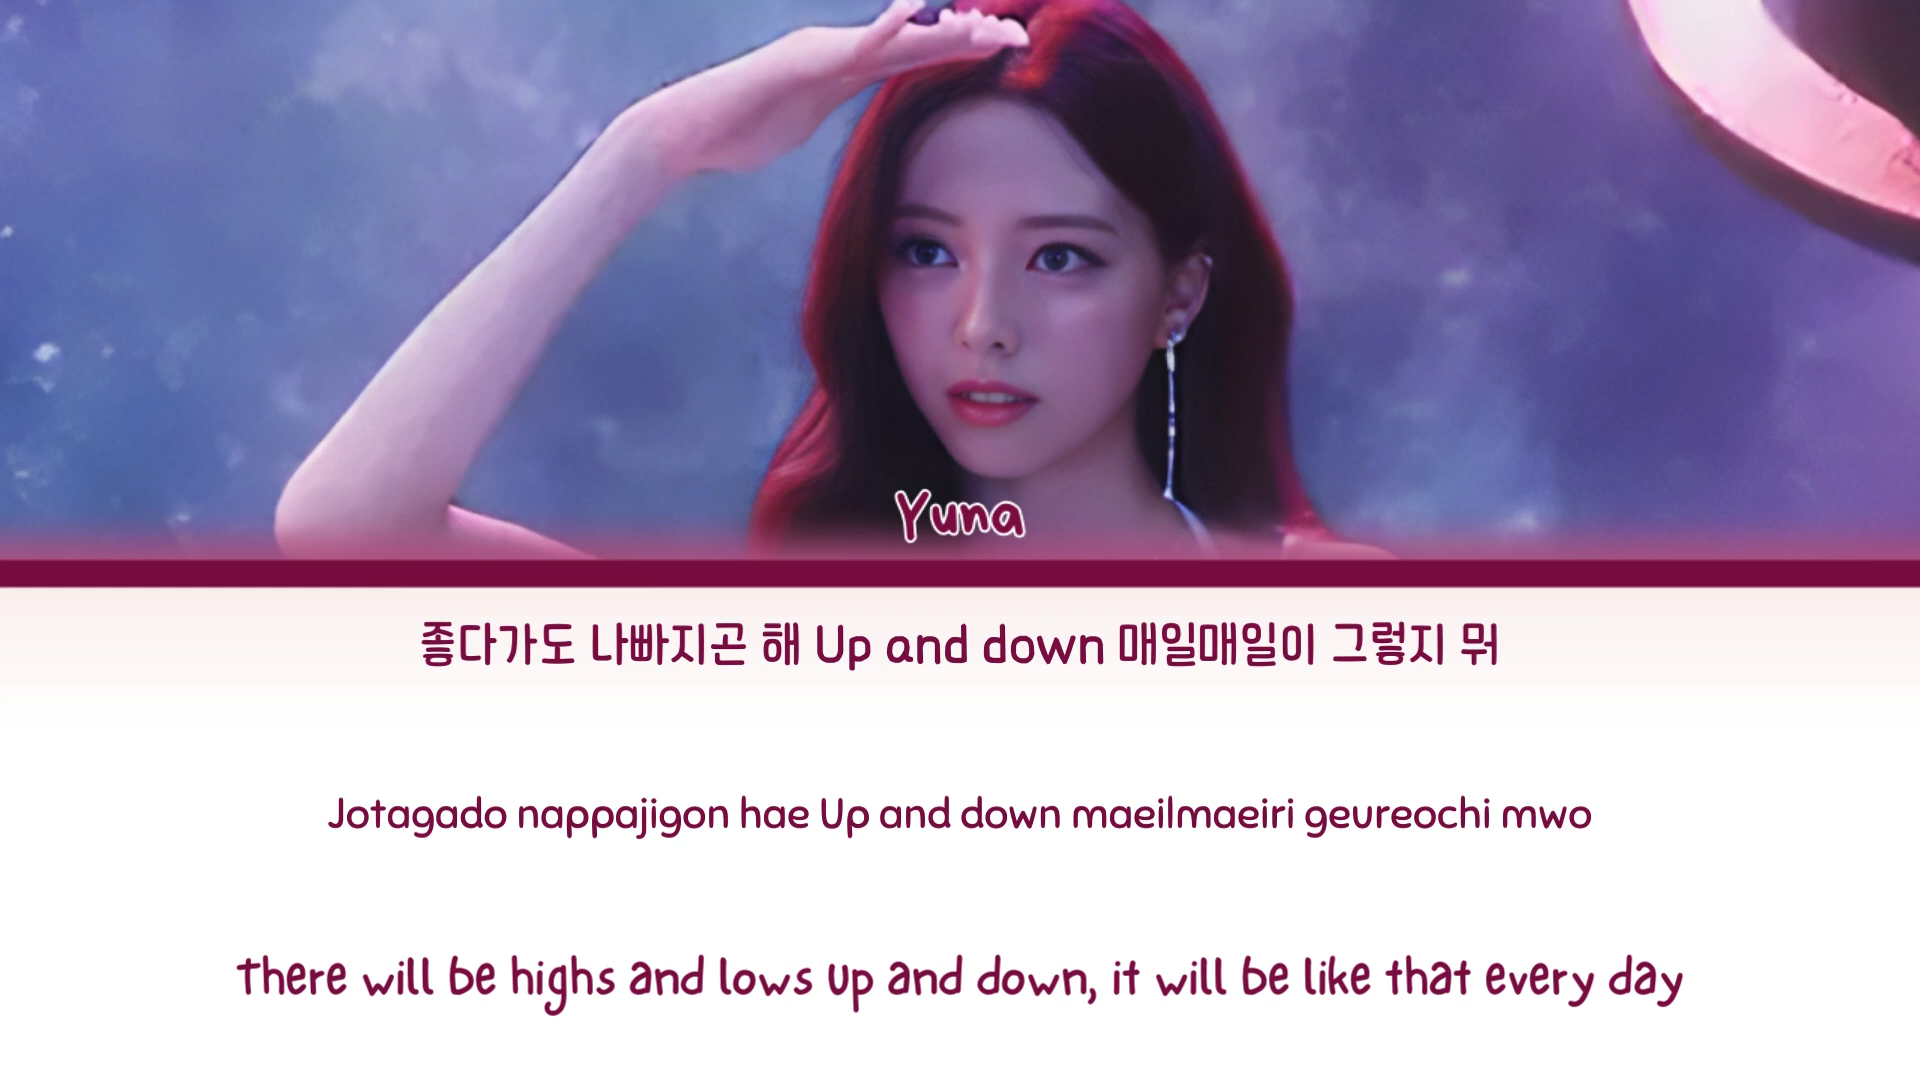 Yuna
좋다가도 나빠지곤 해 Up and down 매일매일이 그렇지 뭐
Jotagado nappajigon hae Up and down maeilmaeiri geureochi mwo
There will be highs and lows up and down, it will be like that every day